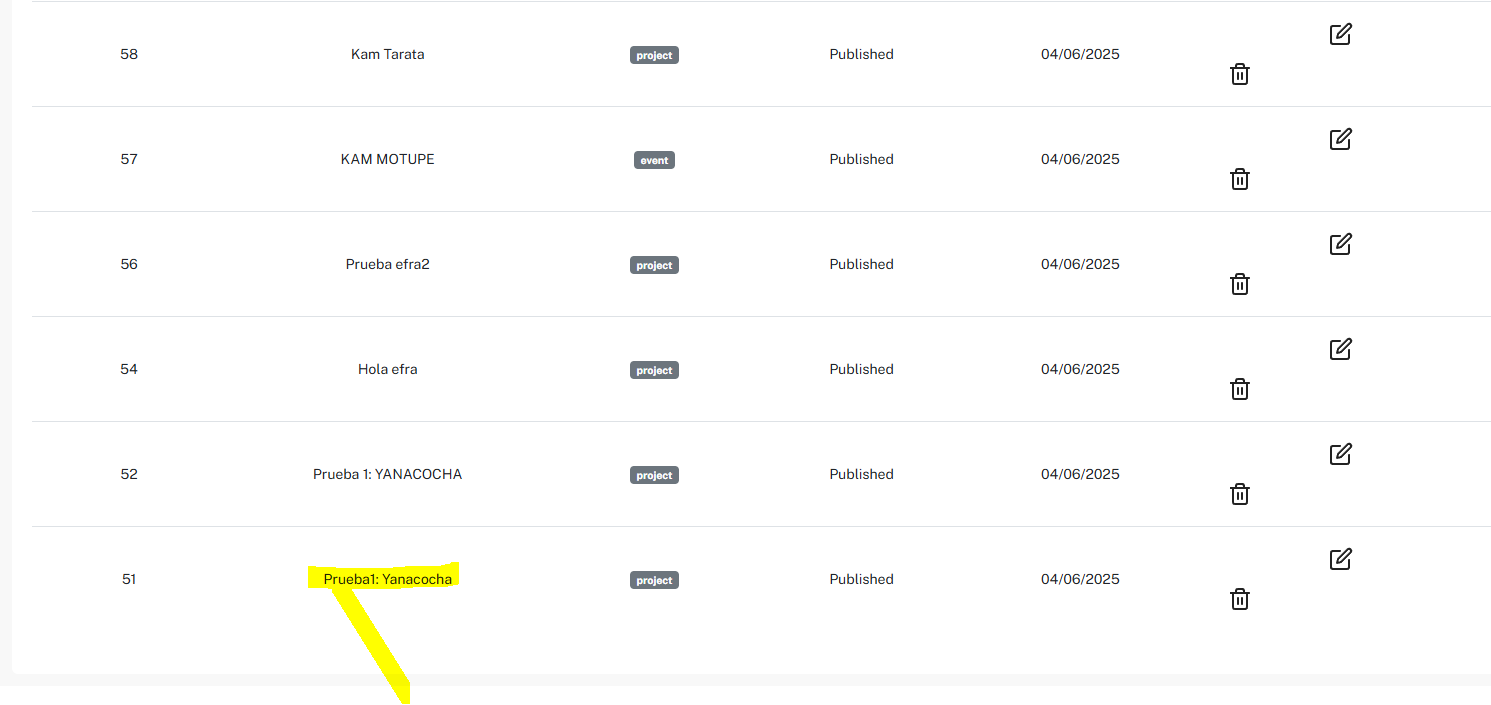 58 Kam Tarata project Published 04/06/2025
57 KAM MOTUPE event Published 04/06/2025
56 Prueba efra2 project Published 04/06/2025
54 Hola efra project Published 04/06/2025
52 Prueba 1: YANACOCHA project Published 04/06/2025
51 Prueba1: Yanacocha project Published 04/06/2025